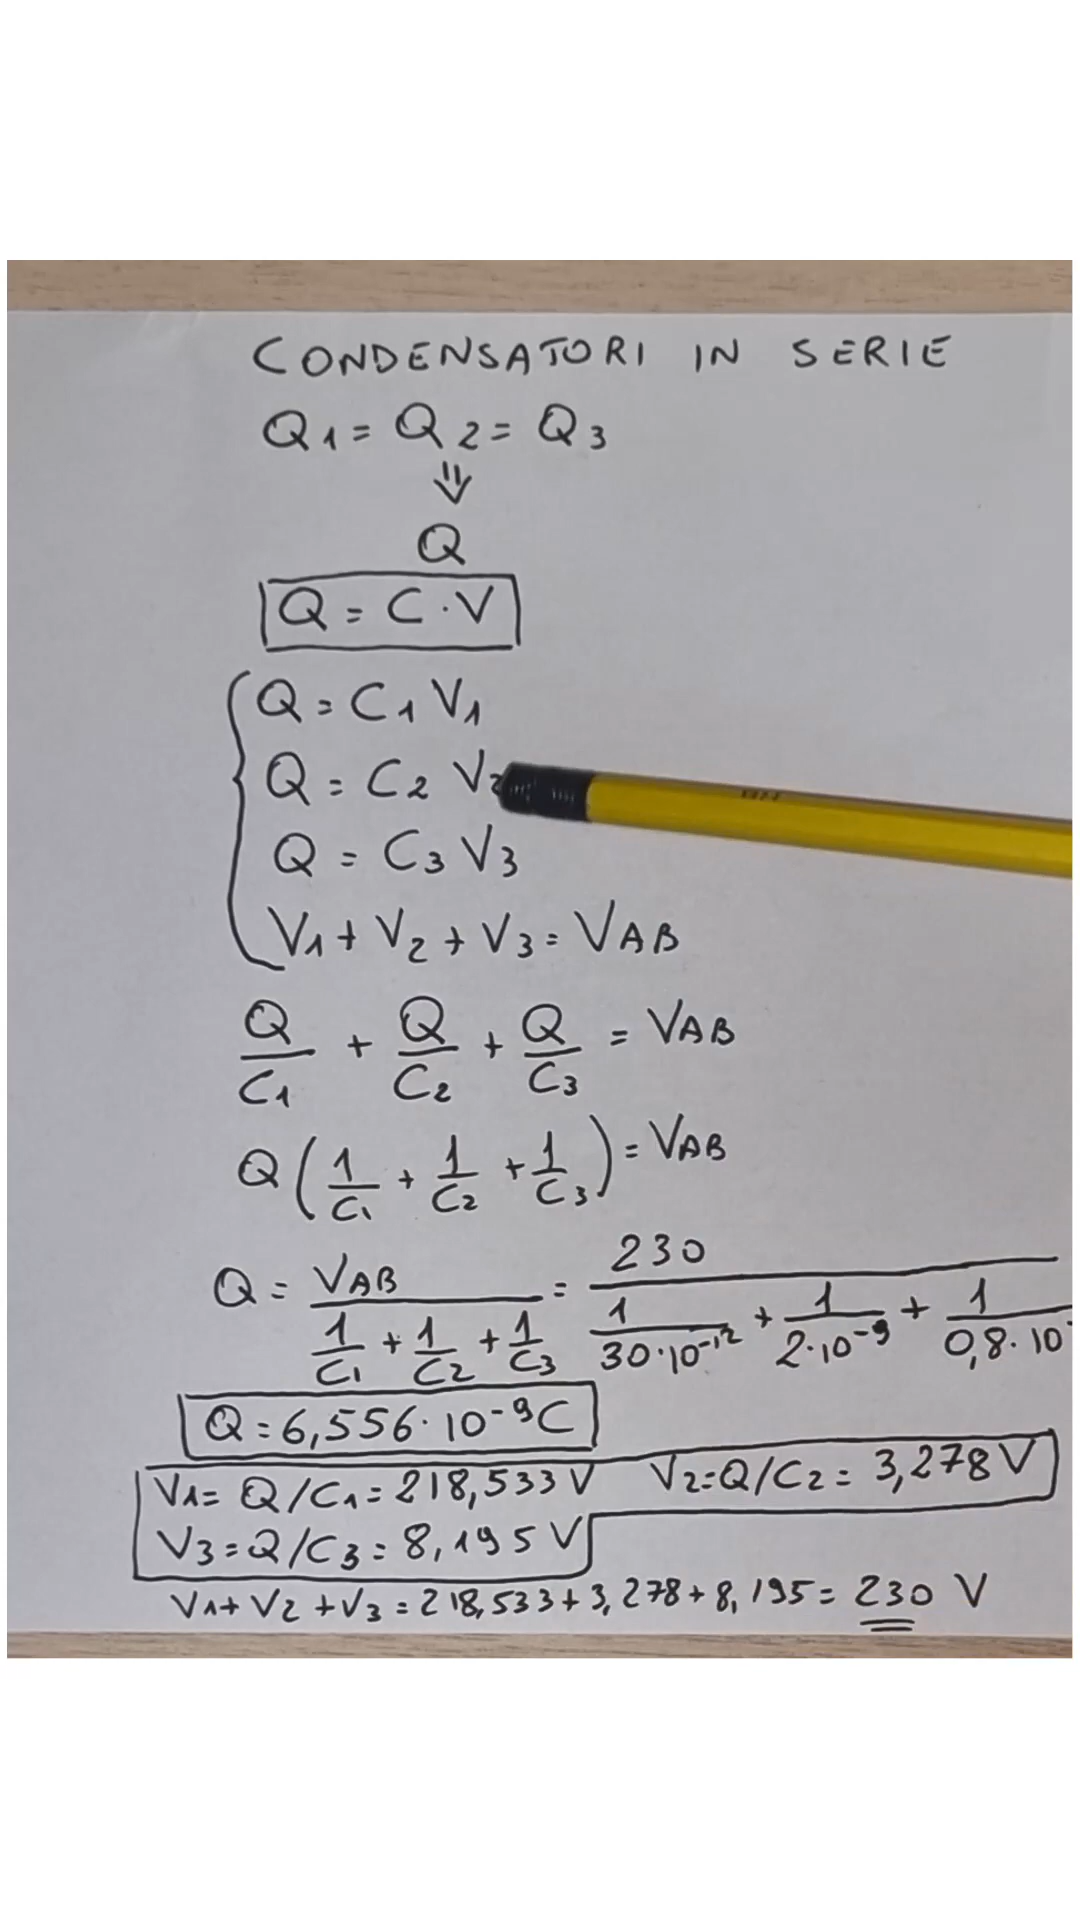 CONDENSATORI IN SERIE
Q1 = Q2 = Q3
⇓
Q
Q = C · V
Q = C1 V1
Q = C2 V2
Q = C3 V3
V1 + V2 + V3 = VAB
Q/C1 + Q/C2 + Q/C3 = VAB
Q (1/C1 + 1/C2 + 1/C3) = VAB
Q = VAB / (1/C1 + 1/C2 + 1/C3) = 230 / (1/30·10⁻¹² + 1/2·10⁻⁹ + 1/0,8·10
Q = 6,556 · 10⁻⁹ C
V1 = Q/C1 = 218,533 V V2 = Q/C2 = 3,278 V
V3 = Q/C3 = 8,195 V
V1 + V2 + V3 = 218,533 + 3,278 + 8,195 = 230 V